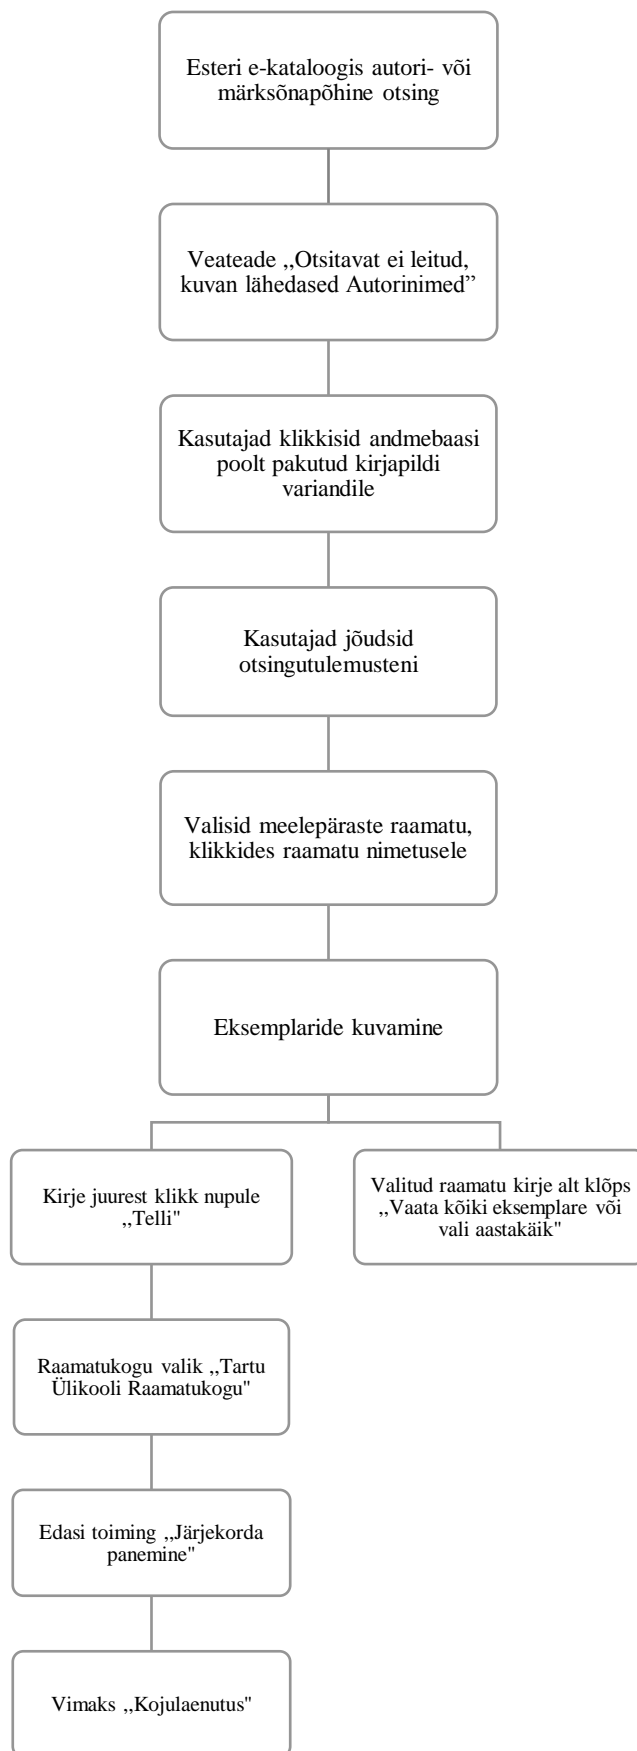 Esteri e-kataloogis autori- või
märksõnapõhine otsing
Veateade „Otsitavat ei leitud,
kuvan lähedased Autorinimed”
Kasutajad klikkisid andmebaasi
poolt pakutud kirjapildi
variandile
Kasutajad jõudsid
otsingutulemusteni
Valisid meelepäraste raamatu,
klikkides raamatu nimetusele
Eksemplaride kuvamine
Kirje juurest klikk nupule
„Telli"
Valitud raamatu kirje alt klõps
„Vaata kõiki eksemplare või
vali aastakäik"
Raamatukogu valik „Tartu
Ülikooli Raamatukogu"
Edasi toiming „Järjekorda
panemine"
Vimaks „Kojulaenutus"